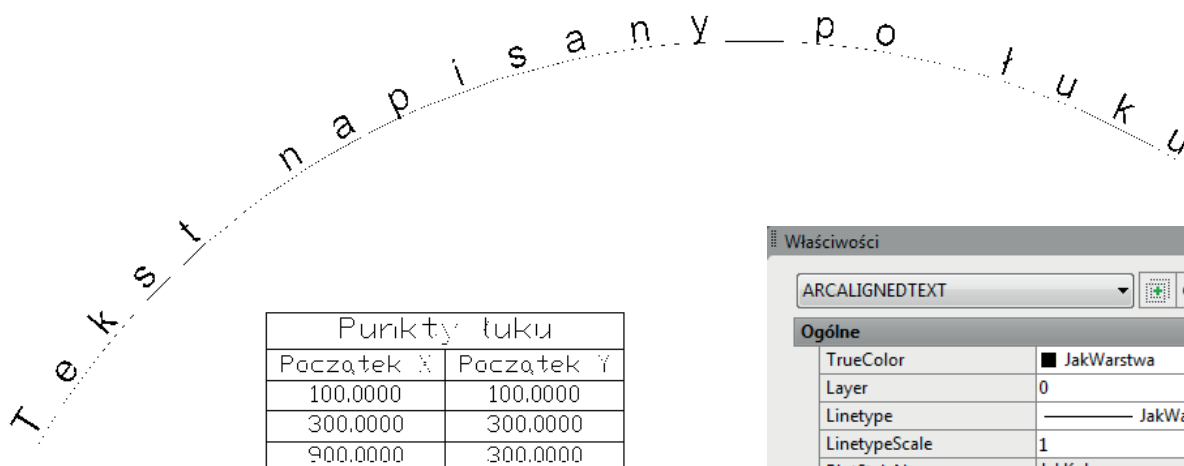 Tekst napisany po łuku
Punkty łuku
Początek X Początek Y
100.0000 100.0000
300.0000 300.0000
900.0000 300.0000
Właściwości
ARCALIGNEDTEXT
Ogólne
TrueColor JakWarstwa
Layer 0
Linetype
LinetypeScale 1